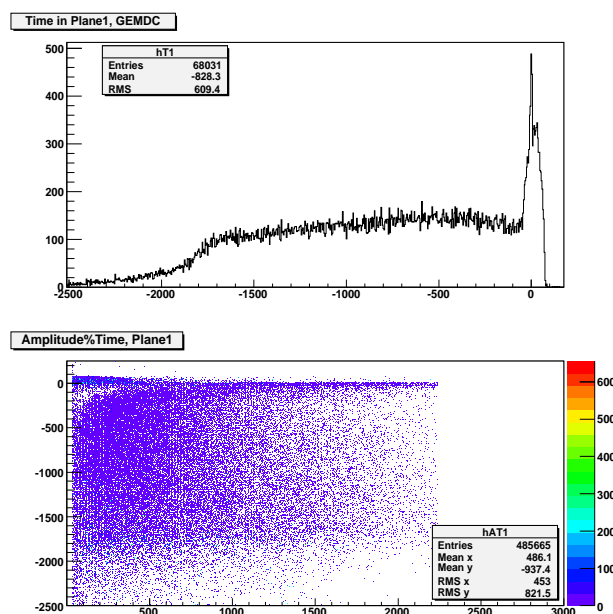 Time in Plane1, GEMDC
hT1
Entries 68031
Mean -828.3
RMS 609.4
500
400
300
200
100
0
-2500 -2000 -1500 -1000 -500 0
Amplitude%Time, Plane1
0
-500
-1000
-1500
-2000
-2500
500 1000 1500 2000 2500 3000
hAT1
Entries 485665
Mean x 486.1
Mean y -937.4
RMS x 453
RMS y 821.5
600
500
400
300
200
100